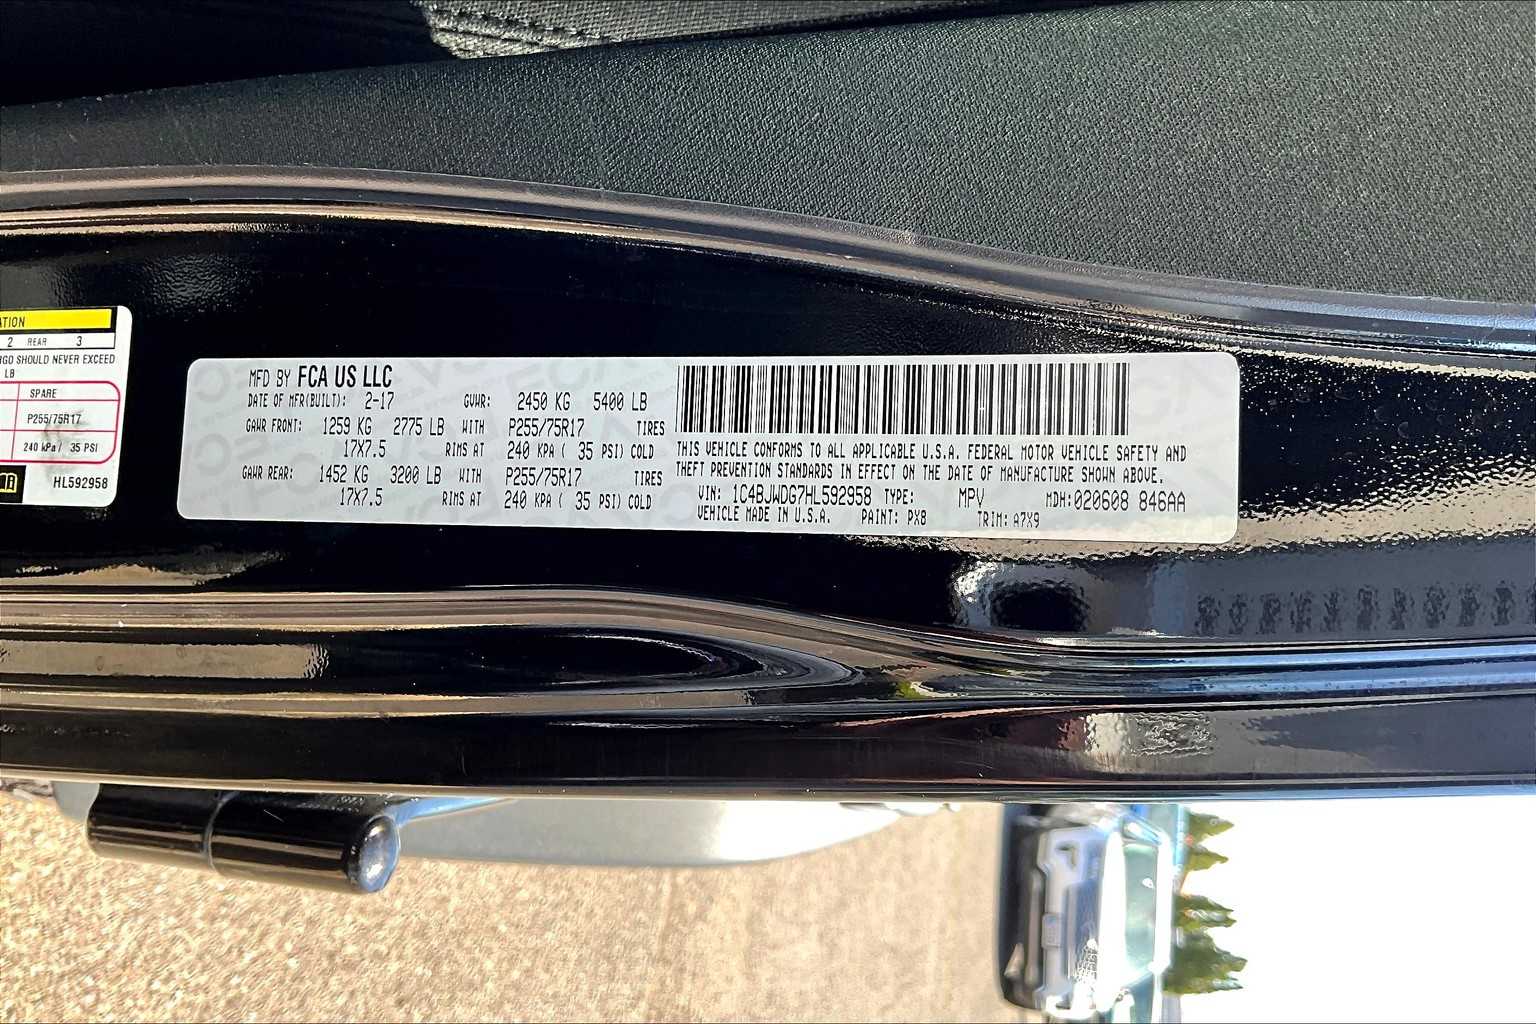 ATION
2 REAR 3
RGO SHOULD NEVER EXCEED
LB
SPARE
P255/75R17
240 kPa/ 35 PSI
HL592958
MFD BY FCA US LLC
DATE OF MFR(BUILT): 2-17 GVWR: 2450 KG 5400 LB
GAWR FRONT: 1259 KG 2775 LB WITH P255/75R17 TIRES
17X7.5 RIMS AT 240 KPA ( 35 PSI) COLD
GAWR REAR: 1452 KG 3200 LB WITH P255/75R17 TIRES
17X7.5 RIMS AT 240 KPA ( 35 PSI) COLD
THIS VEHICLE CONFORMS TO ALL APPLICABLE U.S.A. FEDERAL MOTOR VEHICLE SAFETY AND
THEFT PREVENTION STANDARDS IN EFFECT ON THE DATE OF MANUFACTURE SHOWN ABOVE.
VIN: 1C4BJWDG7HL592958 TYPE: MPV MDH:020608 846AA
VEHICLE MADE IN U.S.A. PAINT: PX8 TRIM: A7X9